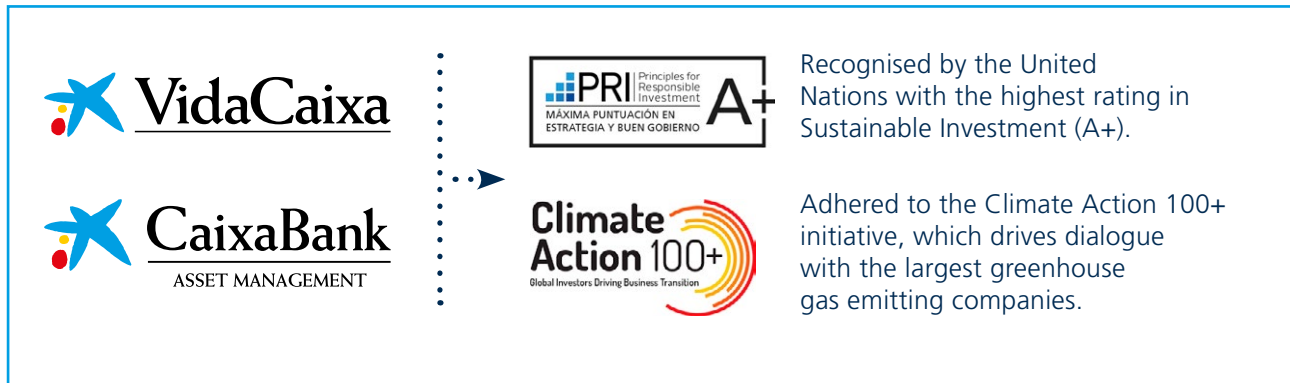 VidaCaixa
CaixaBank
ASSET MANAGEMENT
PRI
Principles for
Responsible
Investment
A+
MÁXIMA PUNTUACIÓN EN
ESTRATEGIA Y BUEN GOBIERNO
Recognised by the United
Nations with the highest rating in
Sustainable Investment (A+).
Climate
Action 100+
Global Investors Driving Business Transition
Adhered to the Climate Action 100+
initiative, which drives dialogue
with the largest greenhouse
gas emitting companies.